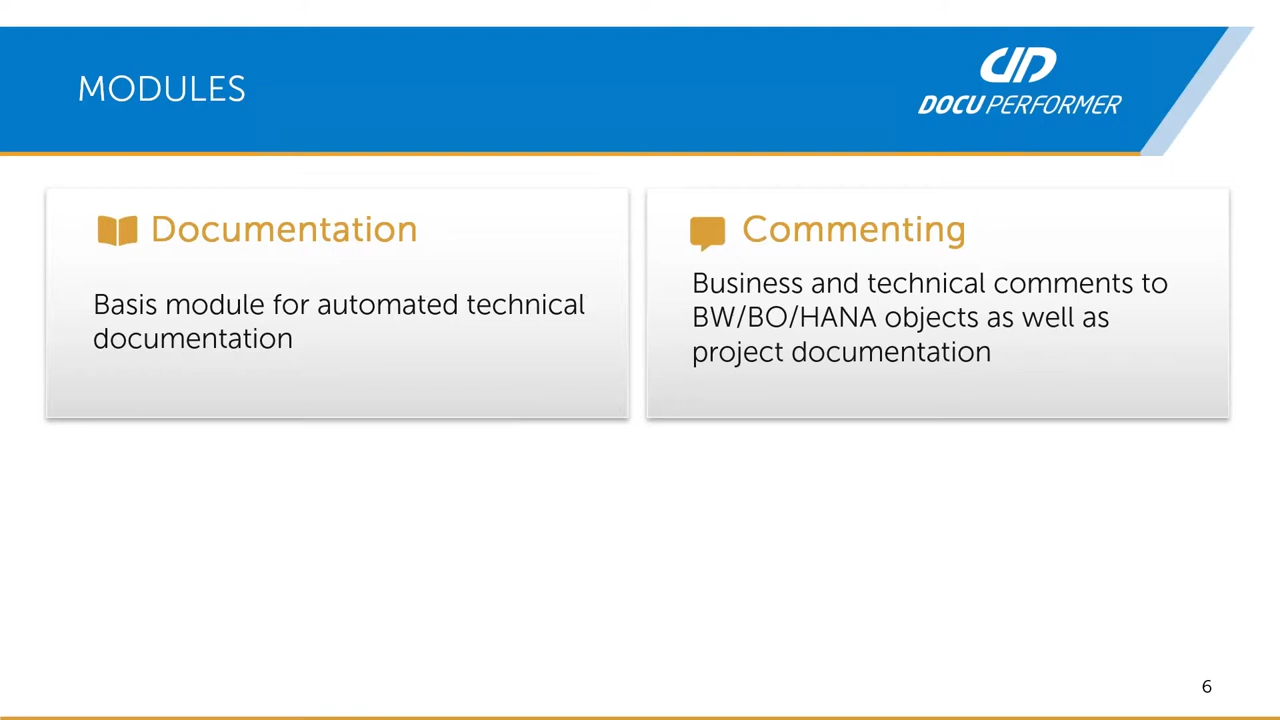 MODULES
DOCU PERFORMER
Documentation
Basis module for automated technical
documentation
Commenting
Business and technical comments to
BW/BO/HANA objects as well as
project documentation
6